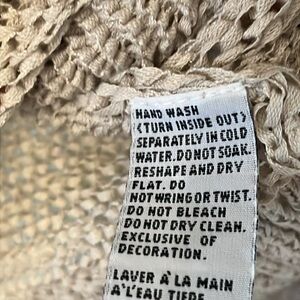 HAND WASH
(TURN INSIDE OUT)
SEPARATELY IN COLD
WATER. DO NOT SOAK.
RESHAPE AND DRY
FLAT. DO
NOT WRING OR TWIST.
DO NOT BLEACH
DO NOT DRY CLEAN.
EXCLUSIVE OF
DECORATION.
LAVER À LA MAIN
A'L'EAU TIEDE